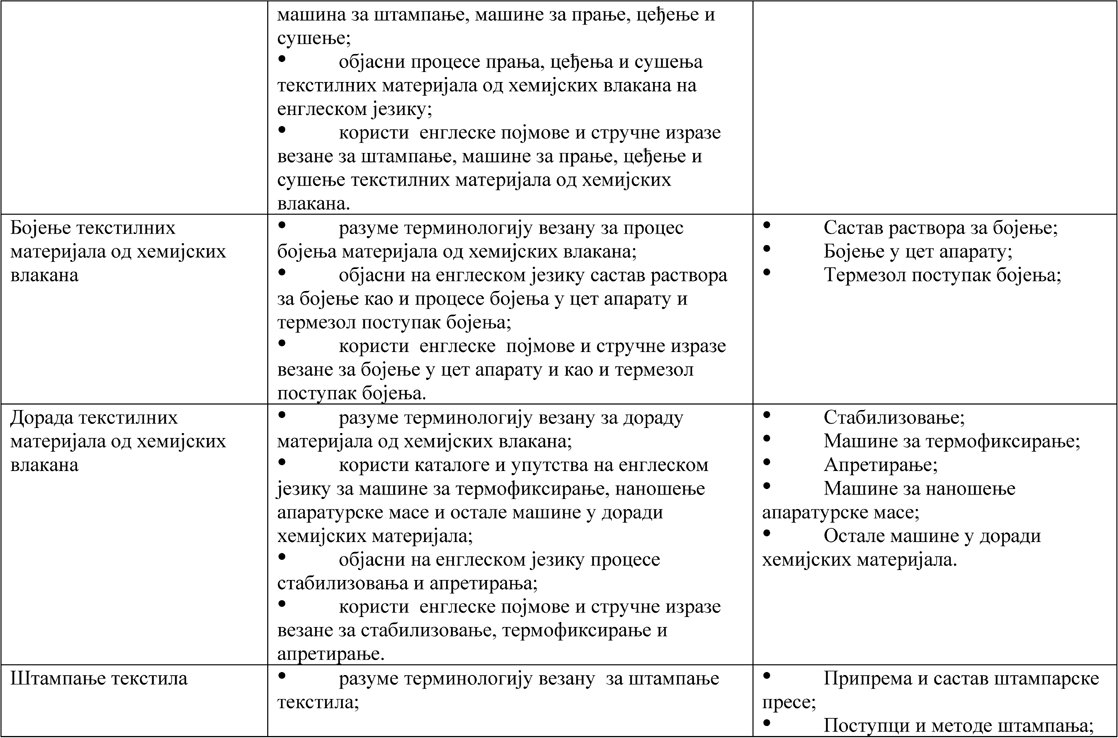 машина за штампање, машине за прање, цеђење и
сушење;
• објасни процесе прања, цеђења и сушења
текстилних материјала од хемијских влакана на
енглеском језику;
• користи енглеске појмове и стручне изразе
везане за штампање, машине за прање, цеђење и
сушење текстилних материјала од хемијских
влакана.
Бојење текстилних
материјала од хемијских
влакана
• разуме терминологију везану за процес
бојења материјала од хемијских влакана;
• објасни на енглеском језику састав раствора
за бојење као и процесе бојења у цет апарату и
термезол поступак бојења;
• користи енглеске појмове и стручне изразе
везане за бојење у цет апарату и као и термезол
поступак бојења.
• Састав раствора за бојење;
• Бојење у цет апарату;
• Термезол поступак бојења;
Дорада текстилних
материјала од хемијских
влакана
• разуме терминологију везану за дораду
материјала од хемијских влакана;
• користи каталоге и упутства на енглеском
језику за машине за термофиксирање, наношење
апаратурске масе и остале машине у доради
хемијских материјала;
• објасни на енглеском језику процесе
стабилизовања и апретирања;
• користи енглеске појмове и стручне изразе
везане за стабилизовање, термофиксирање и
апретирање.
• Стабилизовање;
• Машине за термофиксирање;
• Апретирање;
• Машине за наношење
апаратурске масе;
• Остале машине у доради
хемијских материјала.
Штампање текстила
• разуме терминологију везану за штампање
текстила;
• Припрема и састав штампарске
пресе;
• Поступци и методе штампања;